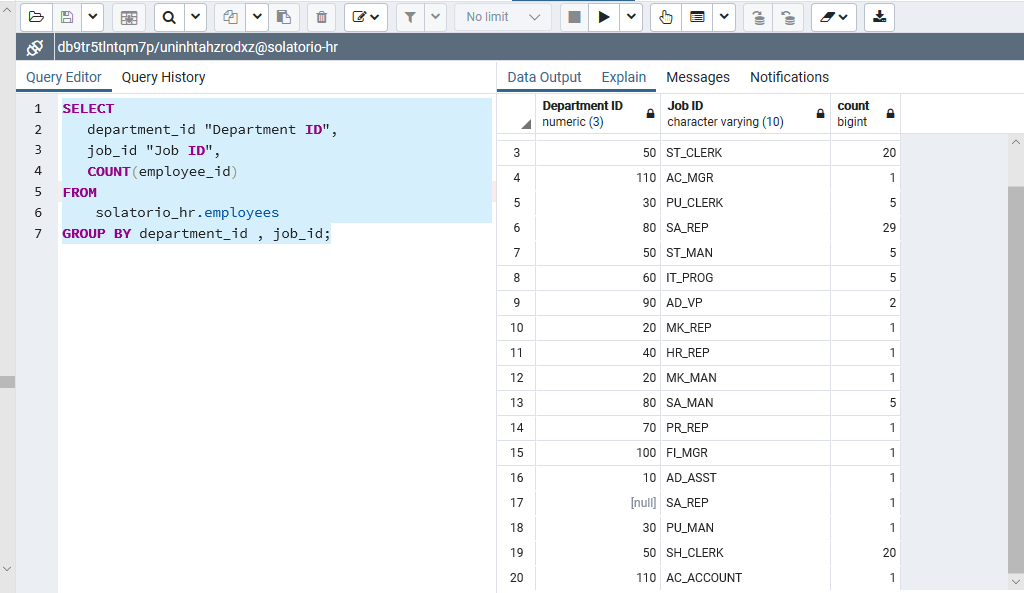 No limit
db9tr5tlntqm7p/uninhtahzrodxz@solatorio-hr
Query Editor Query History
1 SELECT
2 department_id "Department ID",
3 job_id "Job ID",
4 COUNT(employee_id)
5 FROM
6 solatorio_hr.employees
7 GROUP BY department_id , job_id;
Data Output Explain Messages Notifications
Department ID Job ID count
numeric (3) character varying (10) bigint
3 50 ST_CLERK 20
4 110 AC_MGR 1
5 30 PU_CLERK 5
6 80 SA_REP 29
7 50 ST_MAN 5
8 60 IT_PROG 5
9 90 AD_VP 2
10 20 MK_REP 1
11 40 HR_REP 1
12 20 MK_MAN 1
13 80 SA_MAN 5
14 70 PR_REP 1
15 100 FI_MGR 1
16 10 AD_ASST 1
17 [null] SA_REP 1
18 30 PU_MAN 1
19 50 SH_CLERK 20
20 110 AC_ACCOUNT 1